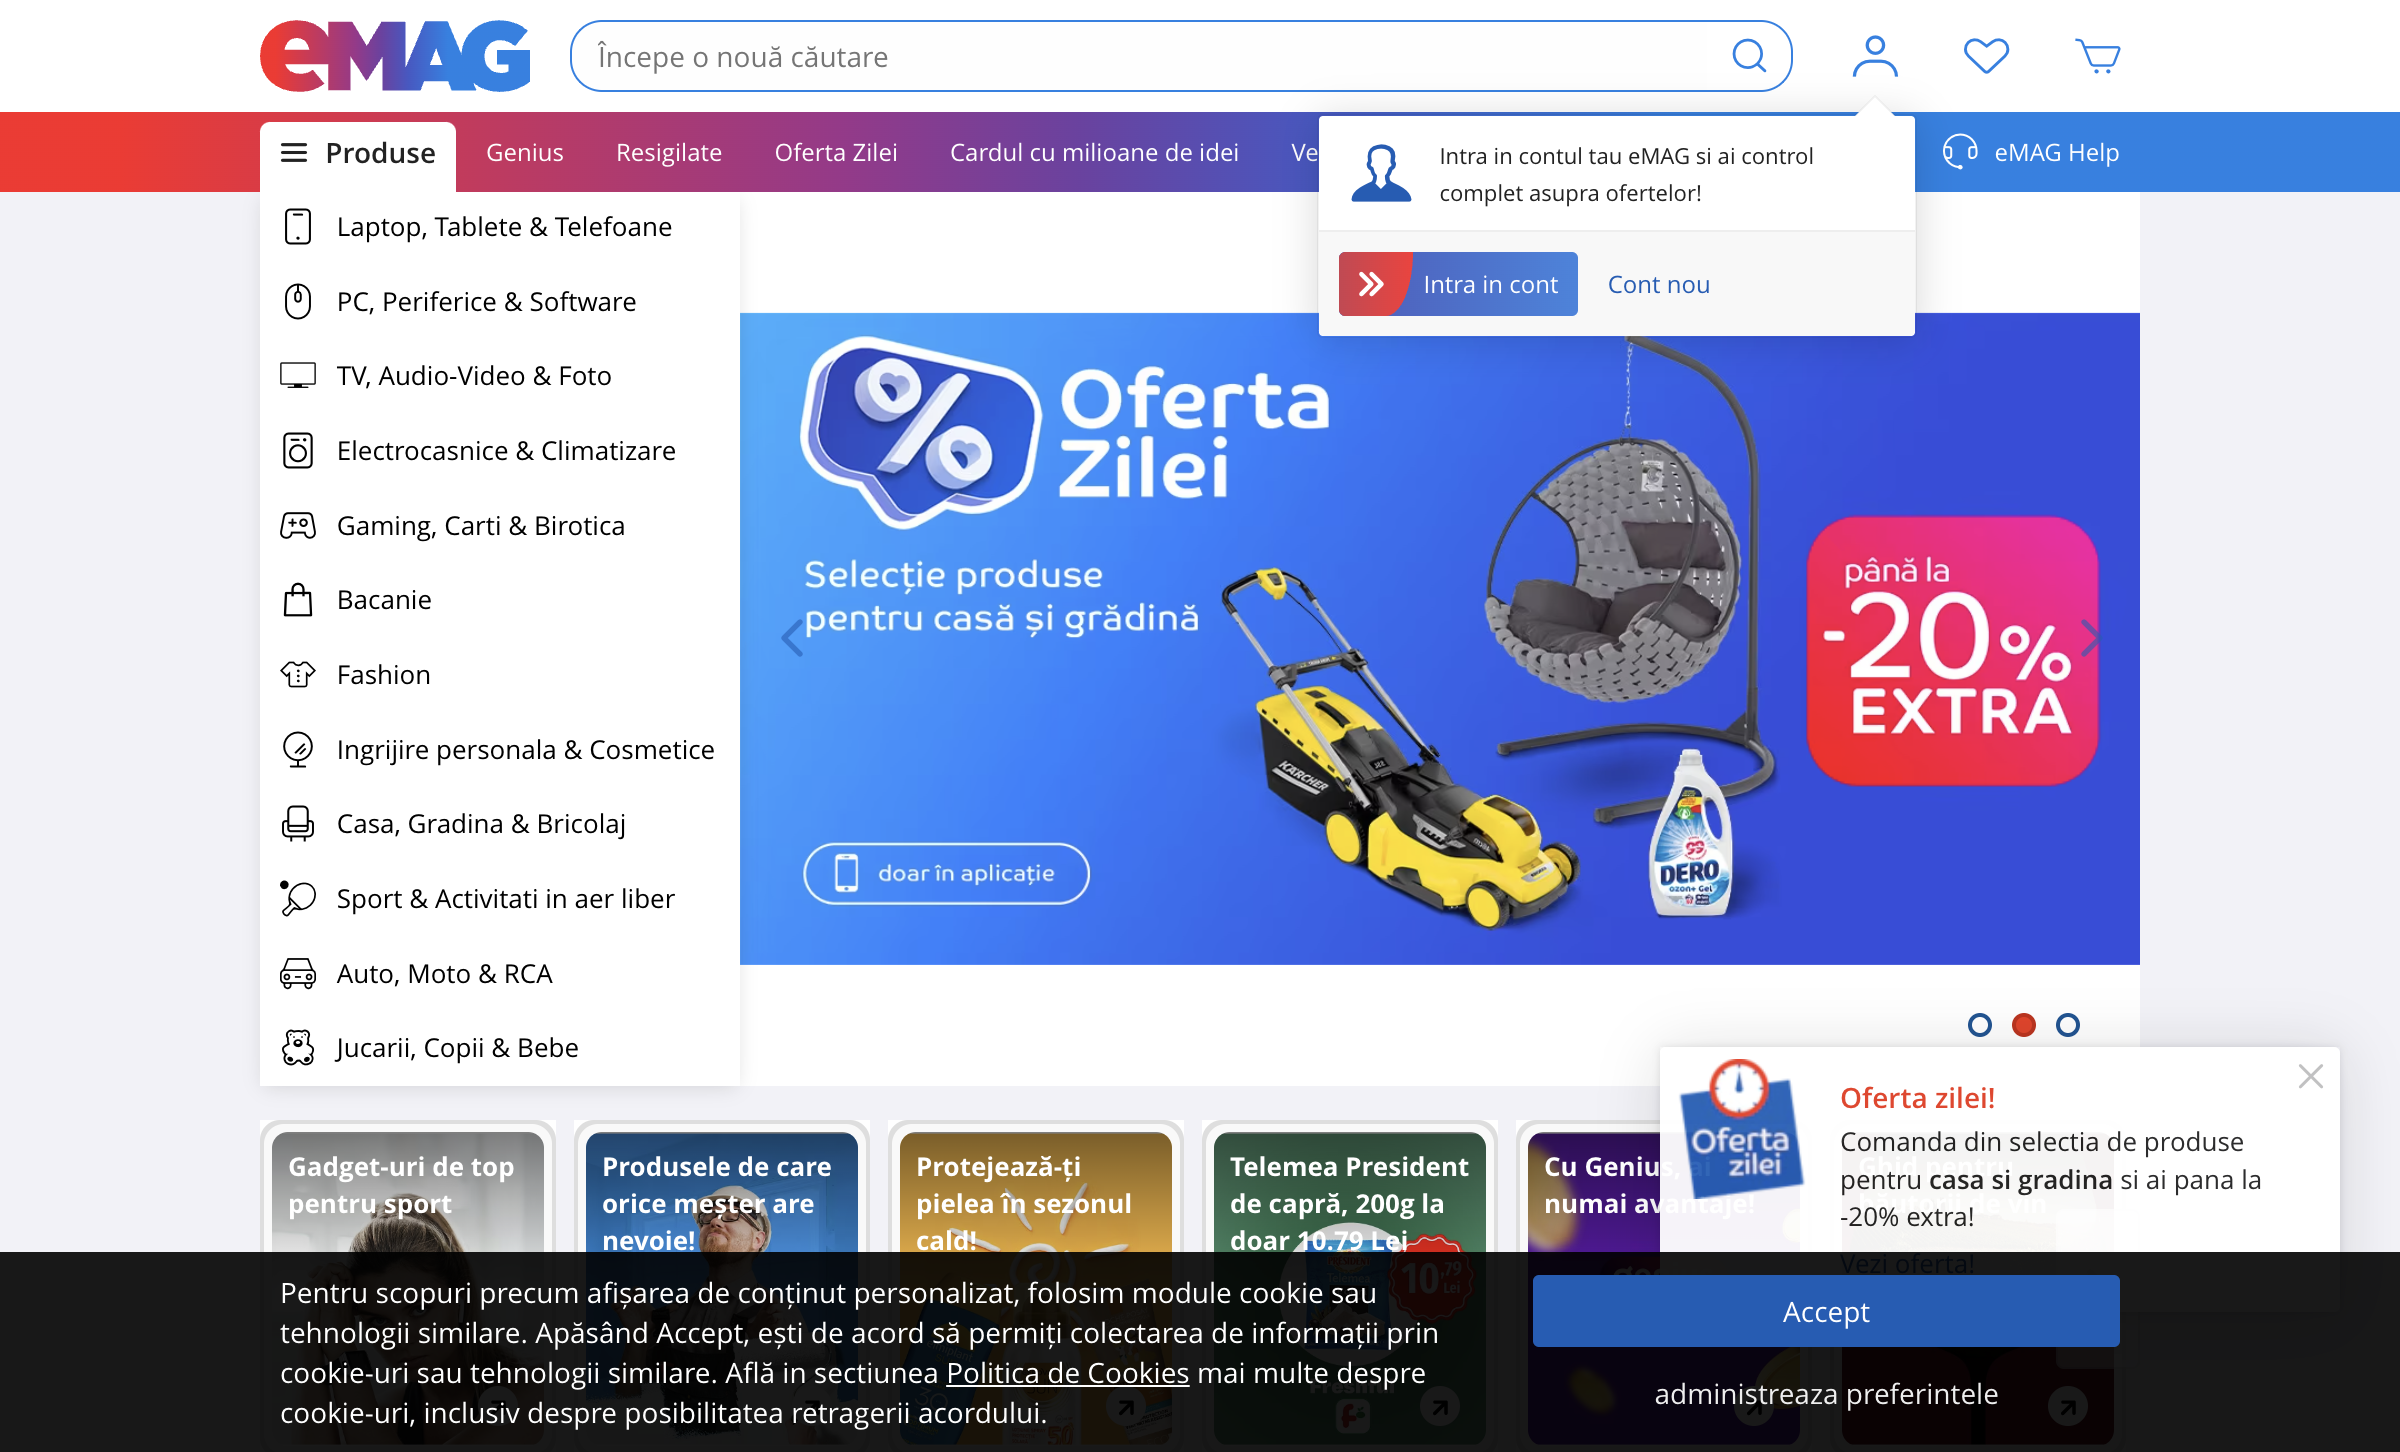 eMAG
Începe o nouă căutare
Produse
Genius
Resigilate
Oferta Zilei
Cardul cu milioane de idei
eMAG Help
Intra in contul tau eMAG si ai control
complet asupra ofertelor!
Intra in cont
Cont nou
Laptop, Tablete & Telefoane
PC, Periferice & Software
TV, Audio-Video & Foto
Electrocasnice & Climatizare
Gaming, Carti & Birotica
Bacanie
Fashion
Ingrijire personala & Cosmetice
Casa, Gradina & Bricolaj
Sport & Activitati in aer liber
Auto, Moto & RCA
Jucarii, Copii & Bebe
Oferta
Zilei
Selecție produse
pentru casă și grădină
doar în aplicație
KÄRCHER
DERO
ozon+ Gel
până la
-20%
EXTRA
Oferta
zilei
Oferta zilei!
Comanda din selectia de produse
pentru casa si gradina si ai pana la
-20% extra!
Vezi oferta!
Gadget-uri de top
pentru sport
Produsele de care
orice meșter are
nevoie!
Protejează-ți
pielea în sezonul
cald!
Telemea President
de capră, 200g la
doar 10.79 Lei
10,79
Lei
Cu Genius, ai
numai avantaje!
Pentru scopuri precum afișarea de conținut personalizat, folosim module cookie sau
tehnologii similare. Apăsând Accept, ești de acord să permiți colectarea de informații prin
cookie-uri sau tehnologii similare. Află in sectiunea Politica de Cookies mai multe despre
cookie-uri, inclusiv despre posibilitatea retragerii acordului.
Accept
administreaza preferintele